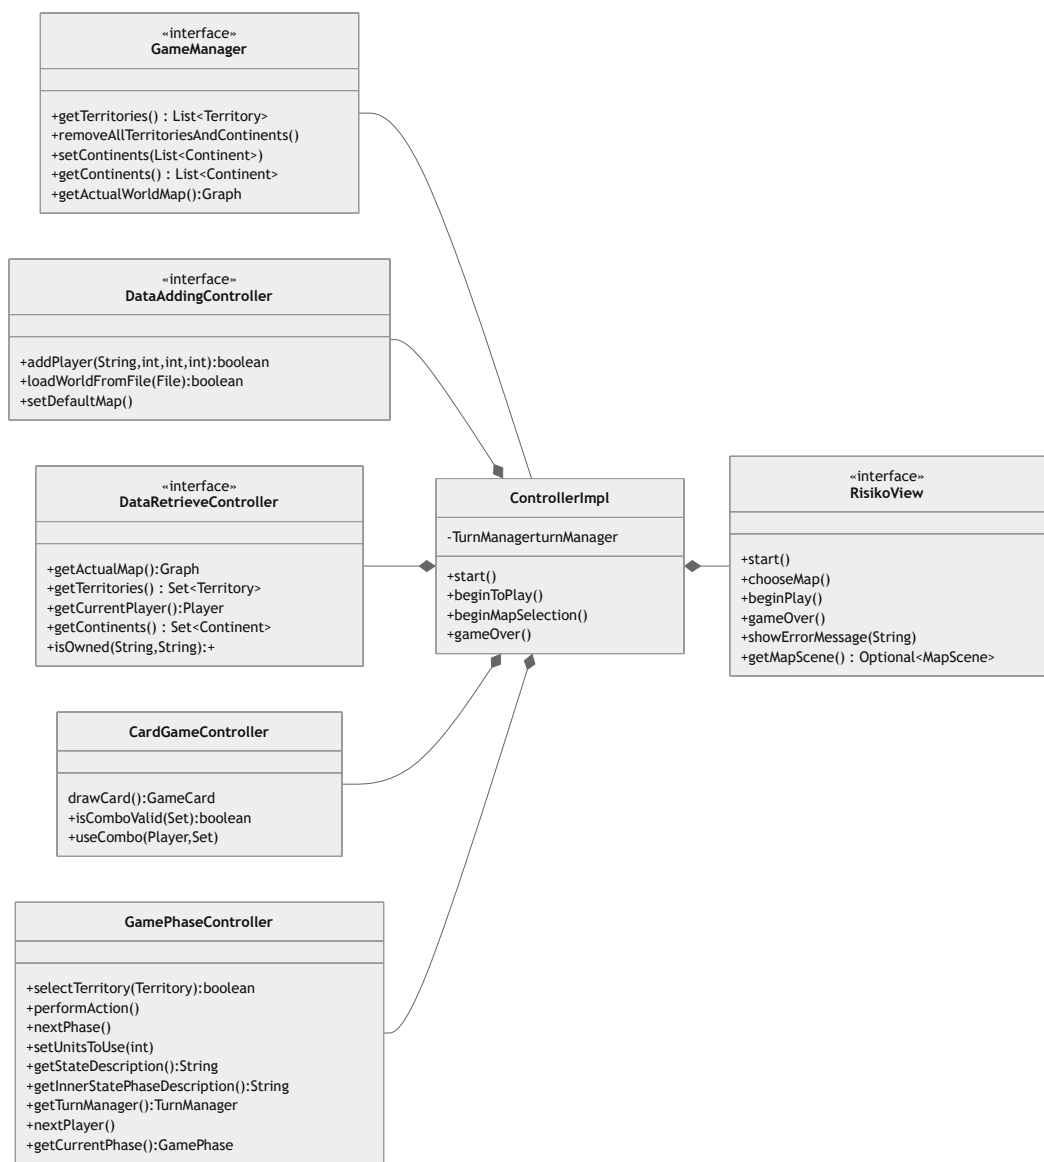 «interface»
GameManager
+getTerritories() : List<Territory>
+removeAllTerritoriesAndContinents()
+setContinents(List<Continent>)
+getContinents() : List<Continent>
+getActualWorldMap():Graph
«interface»
DataAddingController
+addPlayer(String,int,int,int):boolean
+loadWorldFromFile(File):boolean
+setDefaultMap()
«interface»
DataRetrieveController
+getActualMap():Graph
+getTerritories() : Set<Territory>
+getCurrentPlayer():Player
+getContinents() : Set<Continent>
+isOwned(String,String):+
ControllerImpl
-TurnManagerturnManager
+start()
+beginToPlay()
+beginMapSelection()
+gameOver()
«interface»
RisikoView
+start()
+chooseMap()
+beginPlay()
+gameOver()
+showErrorMessage(String)
+getMapScene() : Optional<MapScene>
CardGameController
drawCard():GameCard
+isComboValid(Set):boolean
+useCombo(Player,Set)
GamePhaseController
+selectTerritory(Territory):boolean
+performAction()
+nextPhase()
+setUnitsToUse(int)
+getStateDescription():String
+getInnerStatePhaseDescription():String
+getTurnManager():TurnManager
+nextPlayer()
+getCurrentPhase():GamePhase